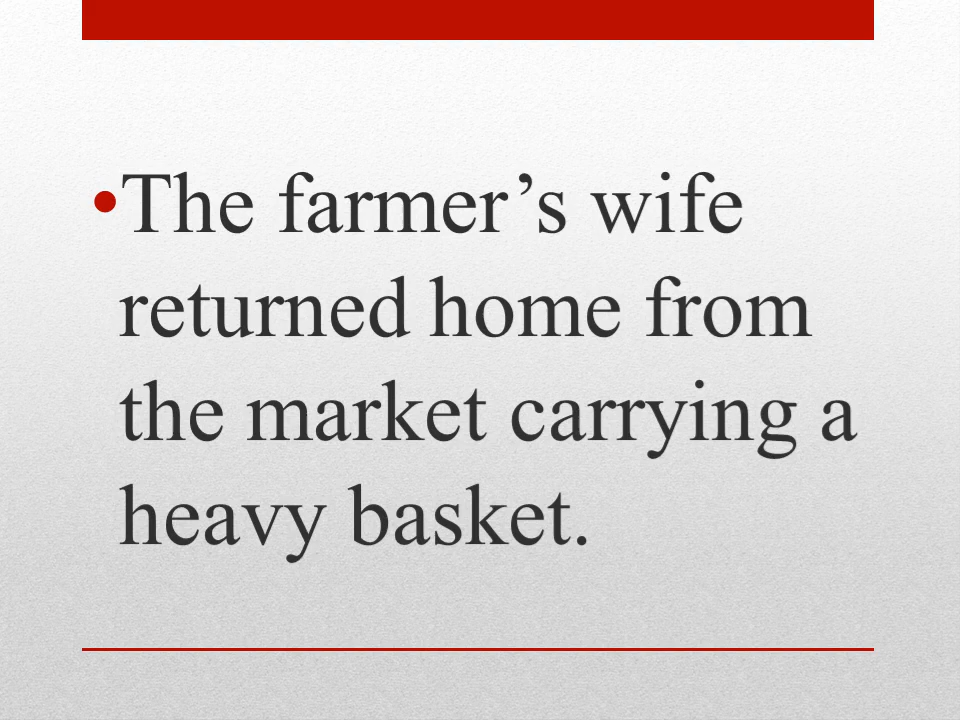 •The farmer’s wife
returned home from
the market carrying a
heavy basket.